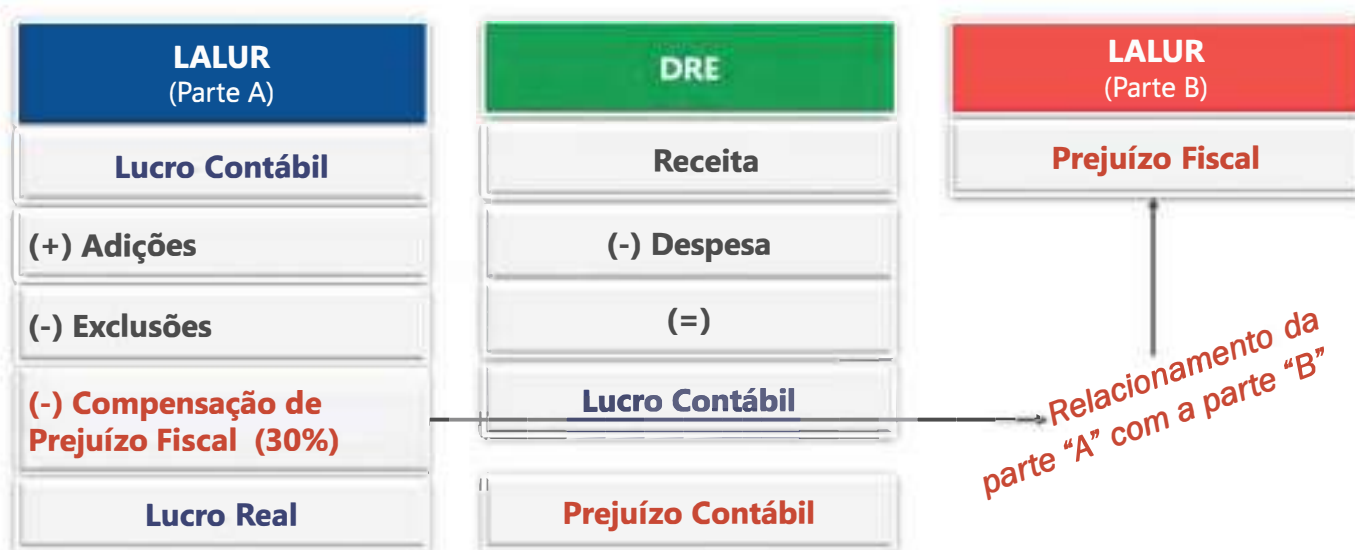 LALUR
(Parte A)
Lucro Contábil
(+) Adições
(-) Exclusões
(-) Compensação de
Prejuízo Fiscal (30%)
Lucro Real
DRE
Receita
(-) Despesa
(=)
Lucro Contábil
Prejuízo Contábil
LALUR
(Parte B)
Prejuízo Fiscal
Relacionamento da
parte “A” com a parte “B”